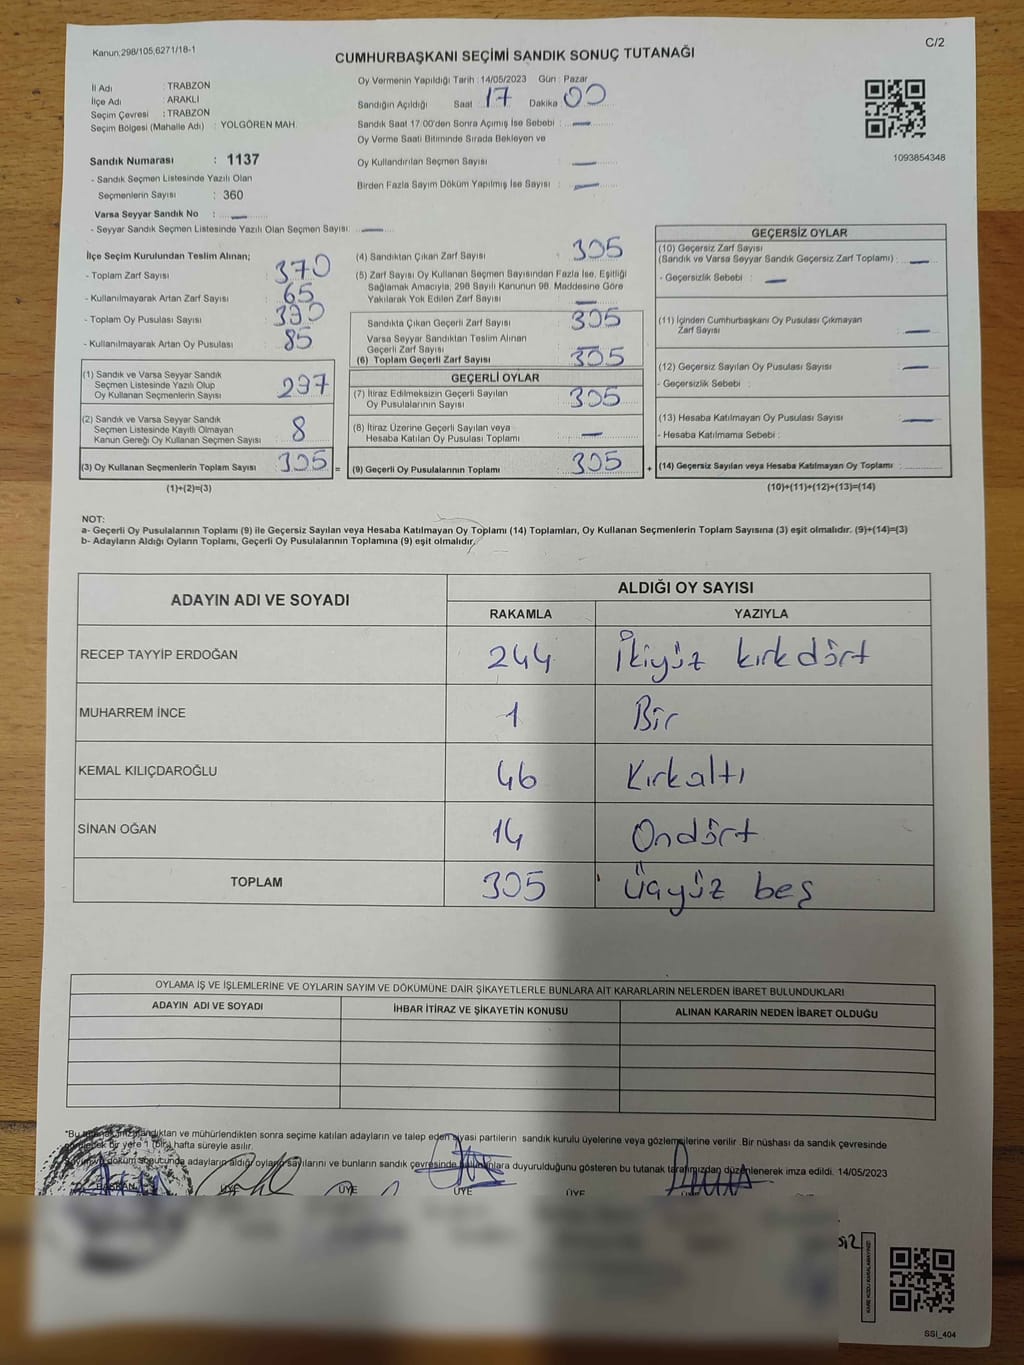 Kanun:298/105,6271/18-1
C/2
CUMHURBAŞKANI SEÇİMİ SANDIK SONUÇ TUTANAĞI
İl Adı : TRABZON
İlçe Adı : ARAKLI
Seçim Çevresi : TRABZON
Seçim Bölgesi (Mahalle Adı) : YOLGÖREN MAH.
Sandık Numarası : 1137
- Sandık Seçmen Listesinde Yazılı Olan
Seçmenlerin Sayısı : 360
Varsa Seyyar Sandık No : —
- Seyyar Sandık Seçmen Listesinde Yazılı Olan Seçmen Sayısı: —
Oy Vermenin Yapıldığı Tarih : 14/05/2023 Gün : Pazar
Sandığın Açıldığı Saat : 17 Dakika 00
Sandık Saat 17.00'den Sonra Açımış İse Sebebi : —
Oy Verme Saati Bitiminde Sırada Bekleyen ve
Oy Kullandırılan Seçmen Sayısı —
Birden Fazla Sayım Döküm Yapılmış İse Sayısı : —
1093854348
İlçe Seçim Kurulundan Teslim Alınan;
- Toplam Zarf Sayısı : 370
- Kullanılmayarak Artan Zarf Sayısı : 65
- Toplam Oy Pusulası Sayısı : 390
- Kullanılmayarak Artan Oy Pusulası : 85
(1) Sandık ve Varsa Seyyar Sandık
Seçmen Listesinde Yazılı Olup
Oy Kullanan Seçmenlerin Sayısı : 297
(2) Sandık ve Varsa Seyyar Sandık
Seçmen Listesinde Kayıtlı Olmayan
Kanun Gereği Oy Kullanan Seçmen Sayısı : 8
(3) Oy Kullanan Seçmenlerin Toplam Sayısı : 305 =
(1)+(2)=(3)
(4) Sandıktan Çıkan Zarf Sayısı : 305
(5) Zarf Sayısı Oy Kullanan Seçmen Sayısından Fazla İse, Eşitliği
Sağlamak Amacıyla, 298 Sayılı Kanunun 98. Maddesine Göre
Yakılarak Yok Edilen Zarf Sayısı : —
Sandıkta Çıkan Geçerli Zarf Sayısı : 305
Varsa Seyyar Sandıktan Teslim Alınan
Geçerli Zarf Sayısı : —
(6) Toplam Geçerli Zarf Sayısı : 305
GEÇERLİ OYLAR
(7) İtiraz Edilmeksizin Geçerli Sayılan
Oy Pusulalarının Sayısı : 305
(8) İtiraz Üzerine Geçerli Sayılan veya
Hesaba Katılan Oy Pusulası Toplamı : —
(9) Geçerli Oy Pusulalarının Toplamı : 305 +
GEÇERSİZ OYLAR
(10) Geçersiz Zarf Sayısı
(Sandık ve Varsa Seyyar Sandık Geçersiz Zarf Toplamı) : —
- Geçersizlik Sebebi : —
(11) İçinden Cumhurbaşkanı Oy Pusulası Çıkmayan
Zarf Sayısı : —
(12) Geçersiz Sayılan Oy Pusulası Sayısı : —
- Geçersizlik Sebebi :
(13) Hesaba Katılmayan Oy Pusulası Sayısı : —
- Hesaba Katılmama Sebebi :
(14) Geçersiz Sayılan veya Hesaba Katılmayan Oy Toplamı :
(10)+(11)+(12)+(13)=(14)
NOT:
a- Geçerli Oy Pusulalarının Toplamı (9) ile Geçersiz Sayılan veya Hesaba Katılmayan Oy Toplamı (14) Toplamları, Oy Kullanan Seçmenlerin Toplam Sayısına (3) eşit olmalıdır. (9)+(14)=(3)
b- Adayların Aldığı Oyların Toplamı, Geçerli Oy Pusulalarının Toplamına (9) eşit olmalıdır.
ADAYIN ADI VE SOYADI
ALDIĞI OY SAYISI
RAKAMLA YAZIYLA
RECEP TAYYİP ERDOĞAN 244 İkiyüz kırkdört
MUHARREM İNCE 1 Bir
KEMAL KILIÇDAROĞLU 46 Kırkaltı
SİNAN OĞAN 14 Ondört
TOPLAM 305 Üçyüz beş
OYLAMA İŞ VE İŞLEMLERİNE VE OYLARIN SAYIM VE DÖKÜMÜNE DAİR ŞİKAYETLERLE BUNLARA AİT KARARLARIN NELERDEN İBARET BULUNDUKLARI
ADAYIN ADI VE SOYADI İHBAR İTİRAZ VE ŞİKAYETİN KONUSU ALINAN KARARIN NEDEN İBARET OLDUĞU
*Bu mühürlendikten sonra seçime katılan adayların ve talep eden siyasi partilerin sandık kurulu üyelerine veya gözlemcilerine verilir .Bir nüshası da sandık çevresinde
bir yere 1 (bir) hafta süreyle asılır.
döküm sonucunda adayların aldığı oyların sayılarını ve bunların sandık çevresinde bulunanlara duyurulduğunu gösteren bu tutanak tarafımızdan düzenlenerek imza edildi. 14/05/2023
BAŞKAN ÜYE ÜYE ÜYE ÜYE
KARE KODU KARALAMAYINIZ!
SSİ_404